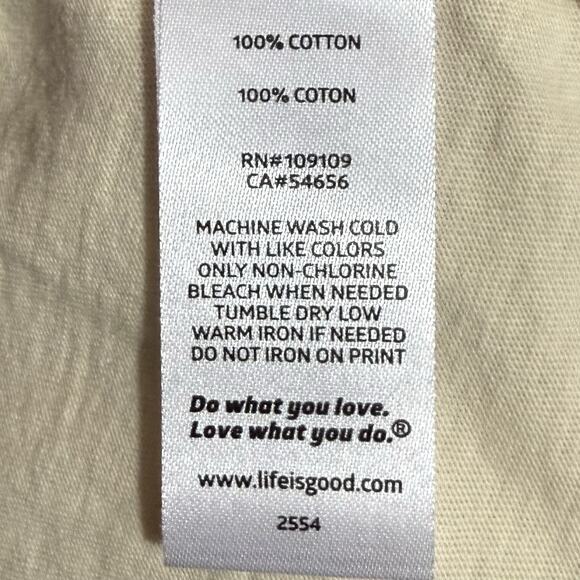 100% COTTON
100% COTON
RN#109109
CA#54656
MACHINE WASH COLD
WITH LIKE COLORS
ONLY NON-CHLORINE
BLEACH WHEN NEEDED
TUMBLE DRY LOW
WARM IRON IF NEEDED
DO NOT IRON ON PRINT
Do what you love.
Love what you do.®
www.lifeisgood.com
2554